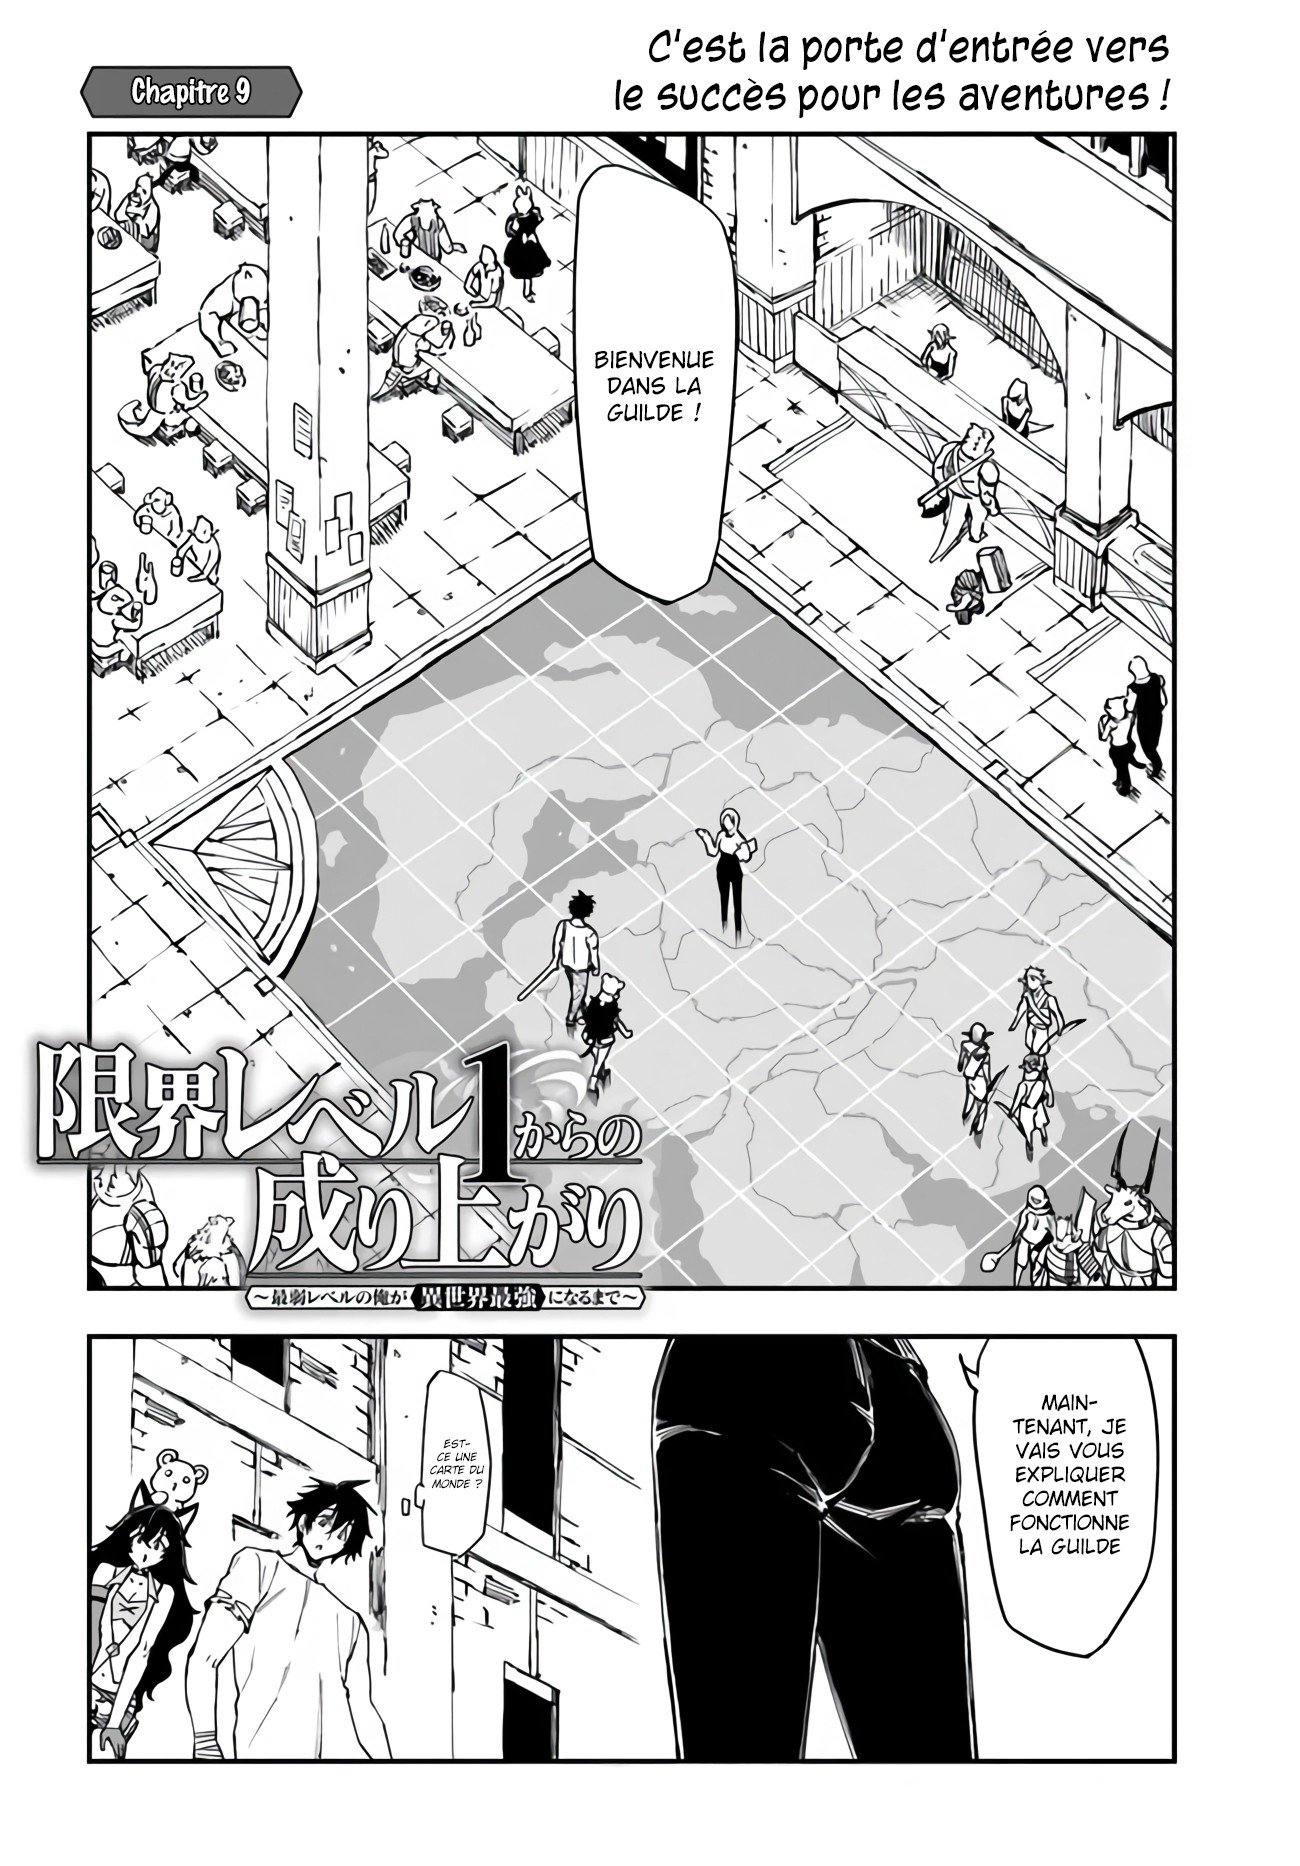 C'est la porte d'entrée vers
le succès pour les aventures !
Chapitre 9
BIENVENUE
DANS LA
GUILDE !
限界レベル1からの
成り上がり
～最弱レベルの俺が異世界最強になるまで～
MAIN-
TENANT, JE
VAIS VOUS
EXPLIQUER
COMMENT
FONCTIONNE
LA GUILDE
EST-
CE UNE
CARTE DU
MONDE ?